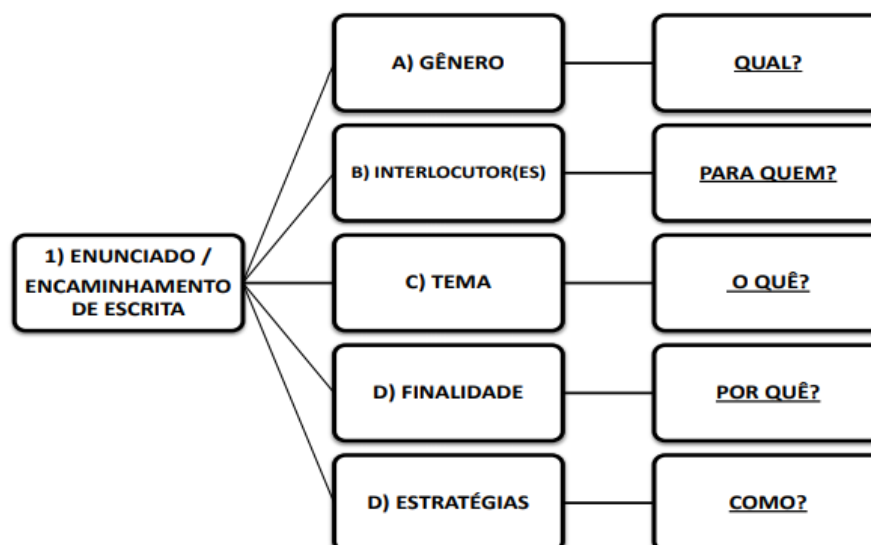 A) GÊNERO
QUAL?
B) INTERLOCUTOR(ES)
PARA QUEM?
1) ENUNCIADO /
ENCAMINHAMENTO
DE ESCRITA
C) TEMA
O QUÊ?
D) FINALIDADE
POR QUÊ?
D) ESTRATÉGIAS
COMO?